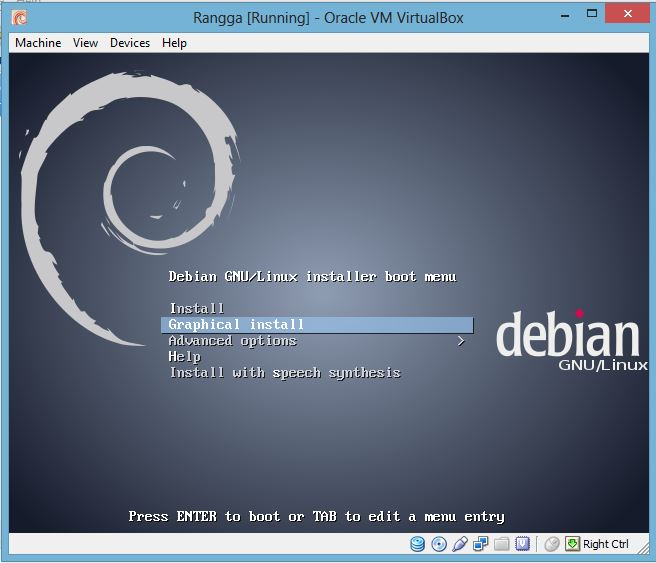 Rangga [Running] - Oracle VM VirtualBox
Machine View Devices Help
Debian GNU/Linux installer boot menu
Install
Graphical install
Advanced options >
Help
Install with speech synthesis
debian
GNU/Linux
Press ENTER to boot or TAB to edit a menu entry
Right Ctrl